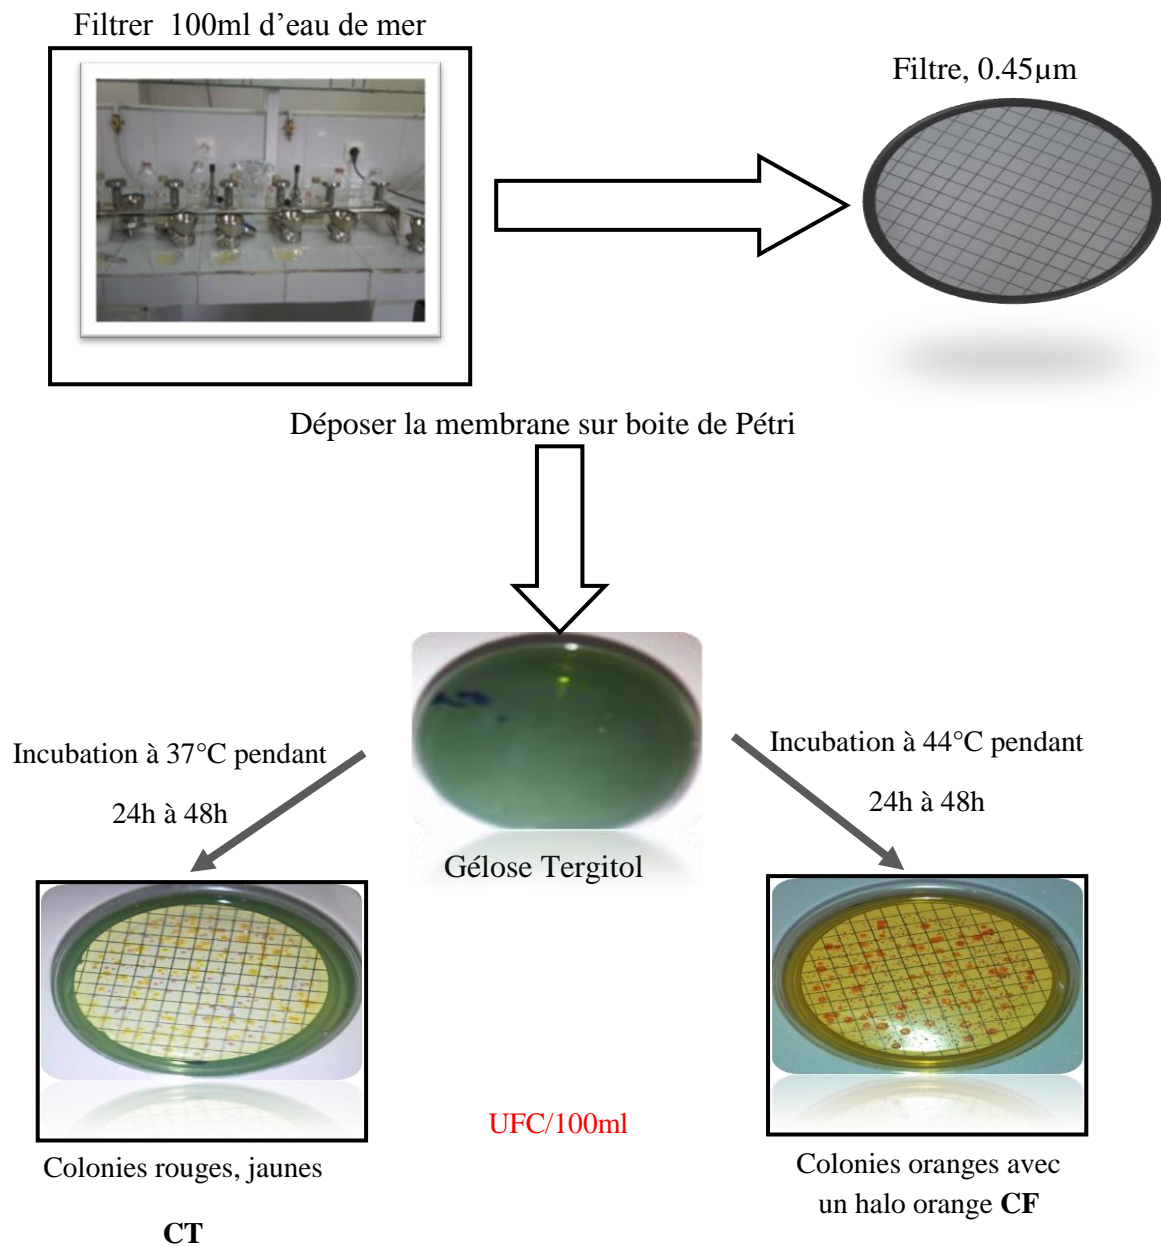 Filtrer 100ml d'eau de mer
Filtre, 0.45µm
Déposer la membrane sur boite de Pétri
Incubation à 37°C pendant
24h à 48h
Incubation à 44°C pendant
24h à 48h
Gélose Tergitol
UFC/100ml
Colonies rouges, jaunes
CT
Colonies oranges avec
un halo orange CF